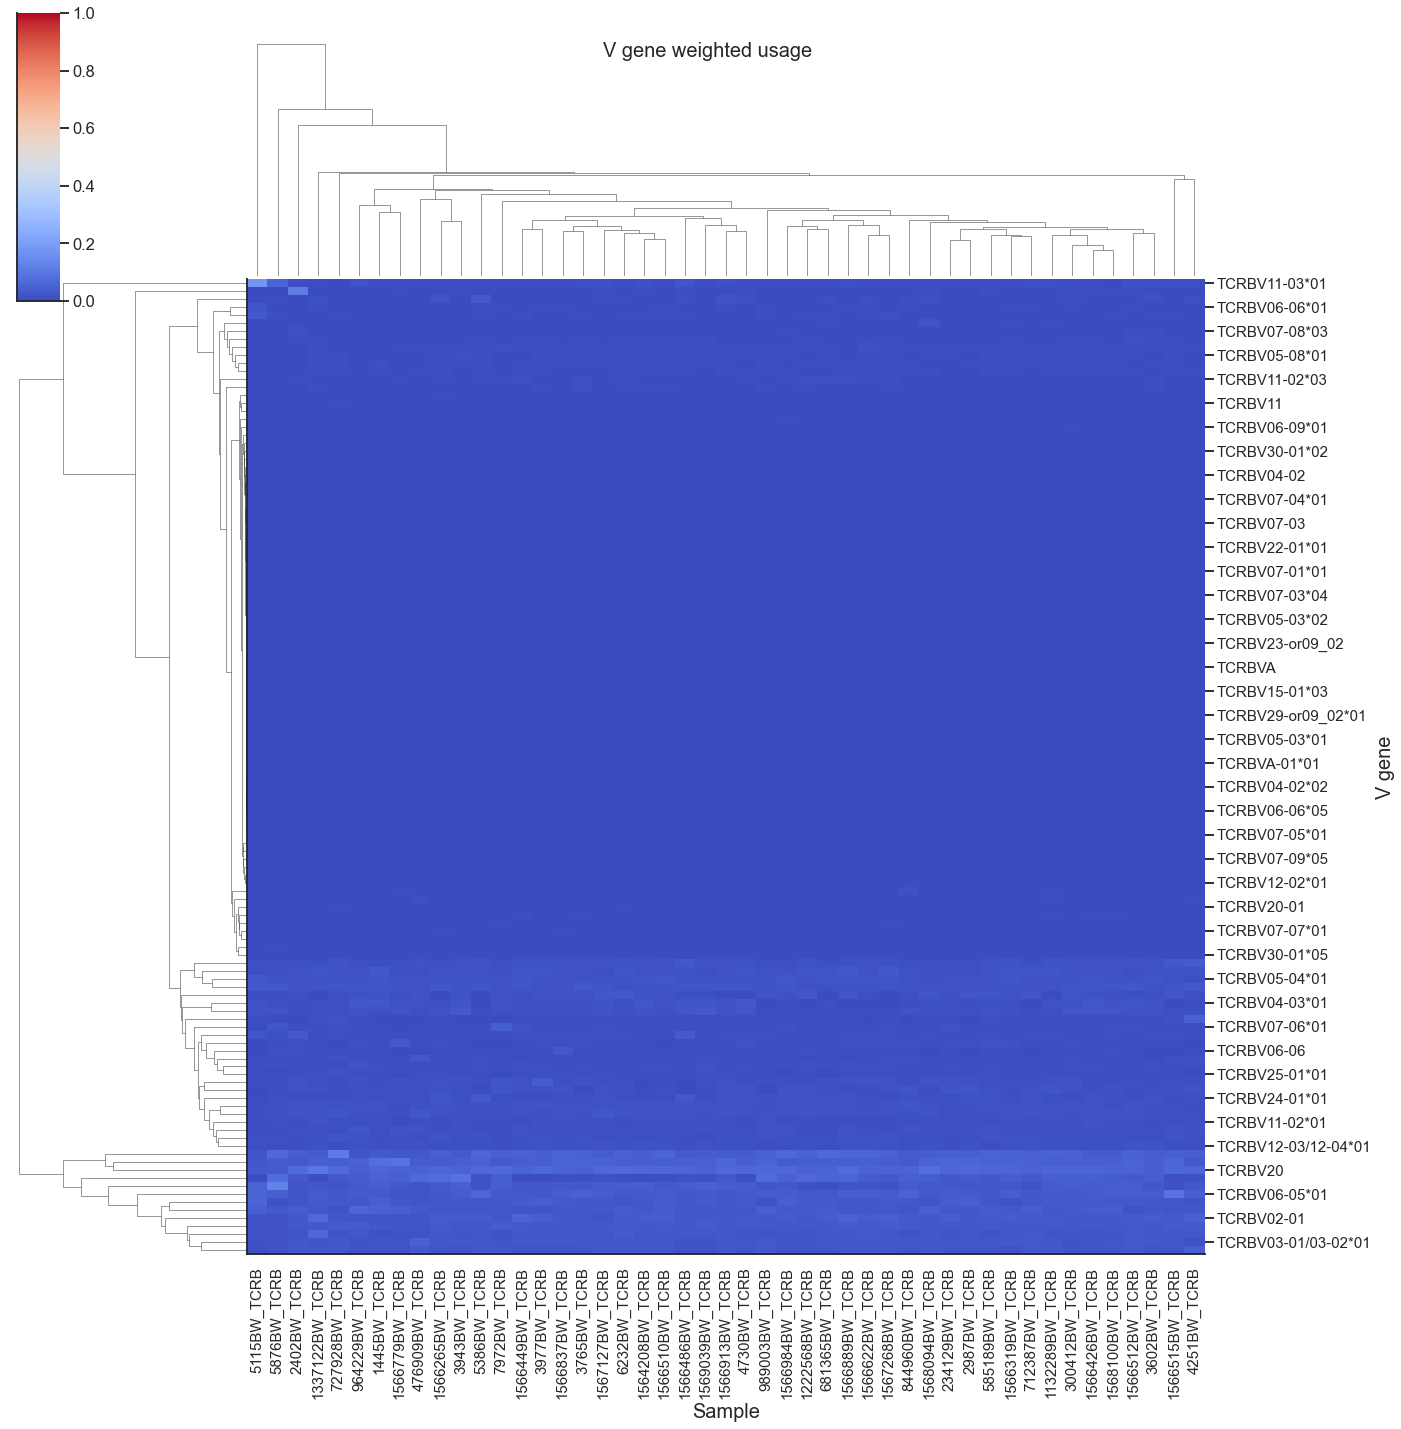 V gene weighted usage
1.0
0.8
0.6
0.4
0.2
0.0
TCRBV11-03*01
TCRBV06-06*01
TCRBV07-08*03
TCRBV05-08*01
TCRBV11-02*03
TCRBV11
TCRBV06-09*01
TCRBV30-01*02
TCRBV04-02
TCRBV07-04*01
TCRBV07-03
TCRBV22-01*01
TCRBV07-01*01
TCRBV07-03*04
TCRBV05-03*02
TCRBV23-or09_02
TCRBVA
TCRBV15-01*03
TCRBV29-or09_02*01
TCRBV05-03*01
TCRBVA-01*01
TCRBV04-02*02
TCRBV06-06*05
TCRBV07-05*01
TCRBV07-09*05
TCRBV12-02*01
TCRBV20-01
TCRBV07-07*01
TCRBV30-01*05
TCRBV05-04*01
TCRBV04-03*01
TCRBV07-06*01
TCRBV06-06
TCRBV25-01*01
TCRBV24-01*01
TCRBV11-02*01
TCRBV12-03/12-04*01
TCRBV20
TCRBV06-05*01
TCRBV02-01
TCRBV03-01/03-02*01
V gene
5115BW_TCRB
5876BW_TCRB
2402BW_TCRB
1337122BW_TCRB
727928BW_TCRB
964229BW_TCRB
1445BW_TCRB
1566779BW_TCRB
476909BW_TCRB
1566265BW_TCRB
3943BW_TCRB
5386BW_TCRB
7972BW_TCRB
1566449BW_TCRB
3977BW_TCRB
1566837BW_TCRB
3765BW_TCRB
1567127BW_TCRB
6232BW_TCRB
1564208BW_TCRB
1566510BW_TCRB
1566486BW_TCRB
1569039BW_TCRB
1566913BW_TCRB
4730BW_TCRB
989003BW_TCRB
1566984BW_TCRB
1222568BW_TCRB
681365BW_TCRB
1566889BW_TCRB
1566622BW_TCRB
1567268BW_TCRB
844960BW_TCRB
1568094BW_TCRB
234129BW_TCRB
2987BW_TCRB
585189BW_TCRB
1566319BW_TCRB
712387BW_TCRB
1132289BW_TCRB
300412BW_TCRB
1566426BW_TCRB
1568100BW_TCRB
1566512BW_TCRB
3602BW_TCRB
1566515BW_TCRB
4251BW_TCRB
Sample